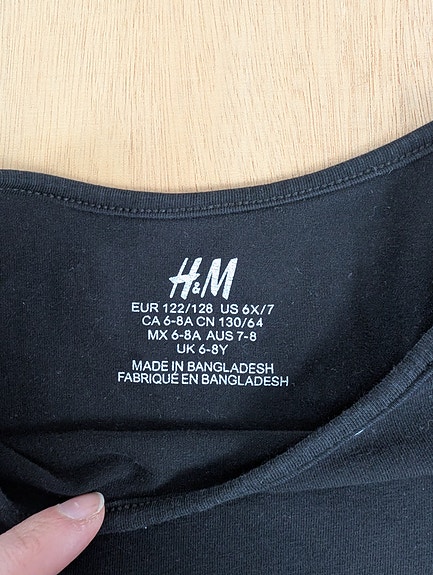 H&M
EUR 122/128 US 6X/7
CA 6-8A CN 130/64
MX 6-8A AUS 7-8
UK 6-8Y
MADE IN BANGLADESH
FABRIQUÉ EN BANGLADESH